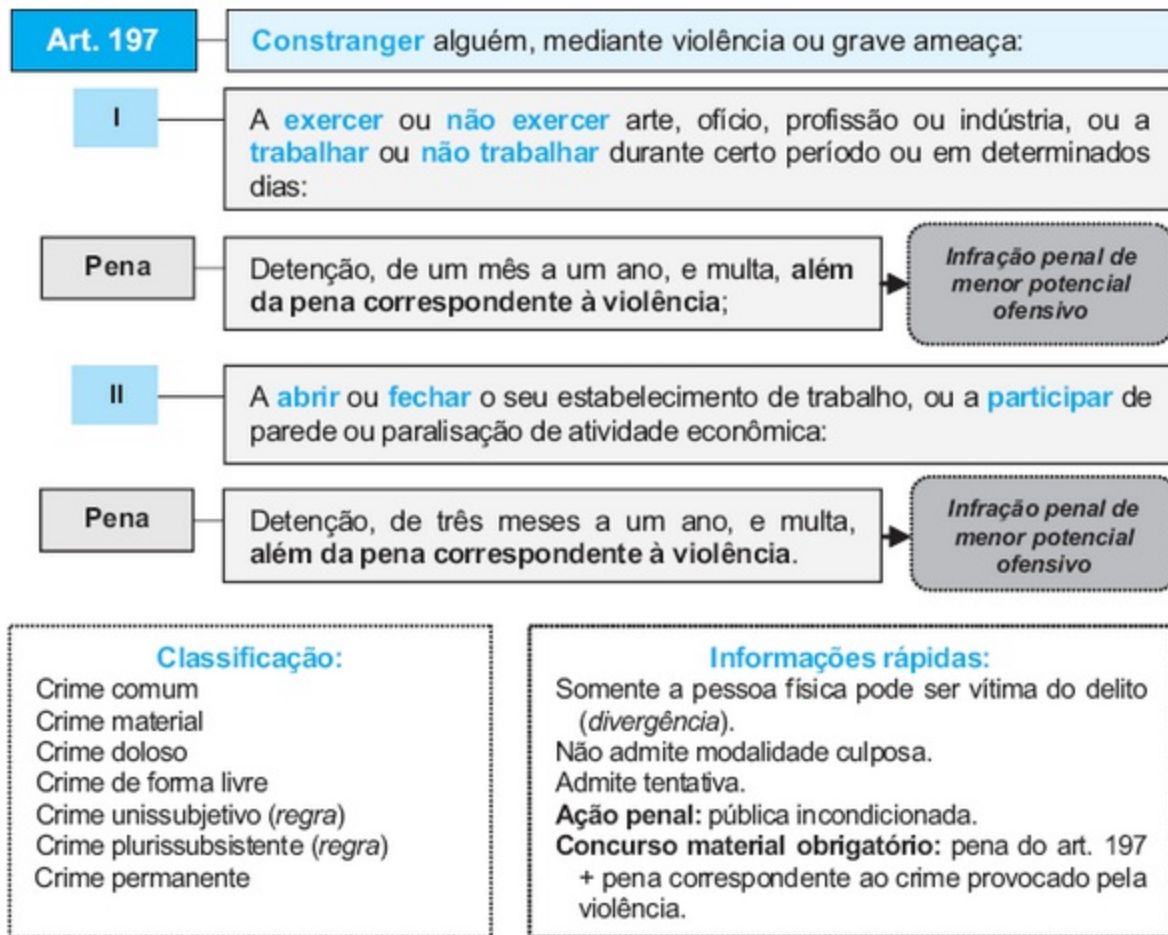 Art. 197
Constranger alguém, mediante violência ou grave ameaça:
I
A exercer ou não exercer arte, ofício, profissão ou indústria, ou a
trabalhar ou não trabalhar durante certo período ou em determinados
dias:
Pena
Detenção, de um mês a um ano, e multa, além
da pena correspondente à violência;
Infração penal de
menor potencial
ofensivo
II
A abrir ou fechar o seu estabelecimento de trabalho, ou a participar de
parede ou paralisação de atividade econômica:
Pena
Detenção, de três meses a um ano, e multa,
além da pena correspondente à violência.
Infração penal de
menor potencial
ofensivo
Classificação:
Crime comum
Crime material
Crime doloso
Crime de forma livre
Crime unissubjetivo (regra)
Crime plurissubsistente (regra)
Crime permanente
Informações rápidas:
Somente a pessoa física pode ser vítima do delito
(divergência).
Não admite modalidade culposa.
Admite tentativa.
Ação penal: pública incondicionada.
Concurso material obrigatório: pena do art. 197
+ pena correspondente ao crime provocado pela
violência.